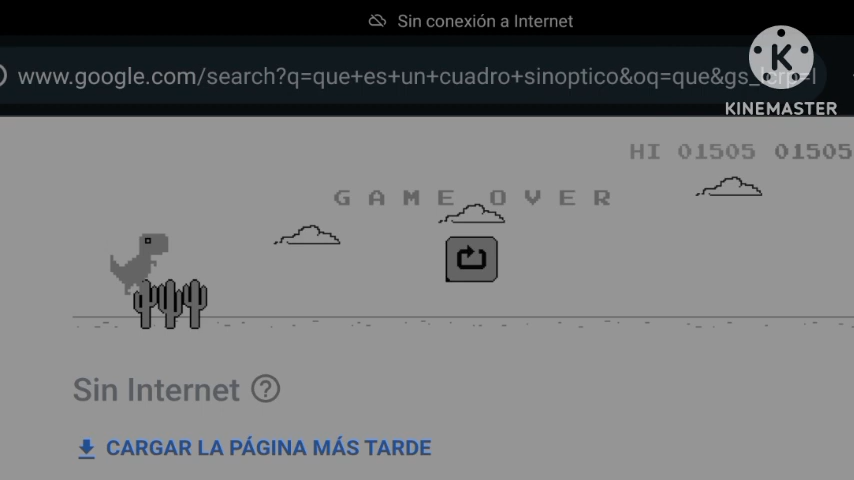 Sin conexión a Internet
www.google.com/search?q=que+es+un+cuadro+sinoptico&oq=que&gs_lcrp=
K
KINEMASTER
HI 01505 01505
GAME OVER
Sin Internet ?
CARGAR LA PÁGINA MÁS TARDE